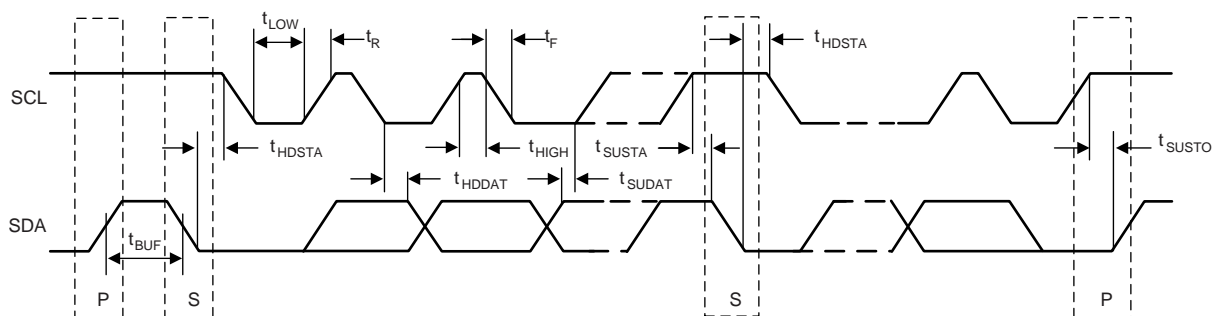 tLOW
tR
tF
tHDSTA
SCL
tHDSTA
tHIGH
tSUSTA
tSUSTO
tHDDAT
tSUDAT
SDA
tBUF
P
S
S
P